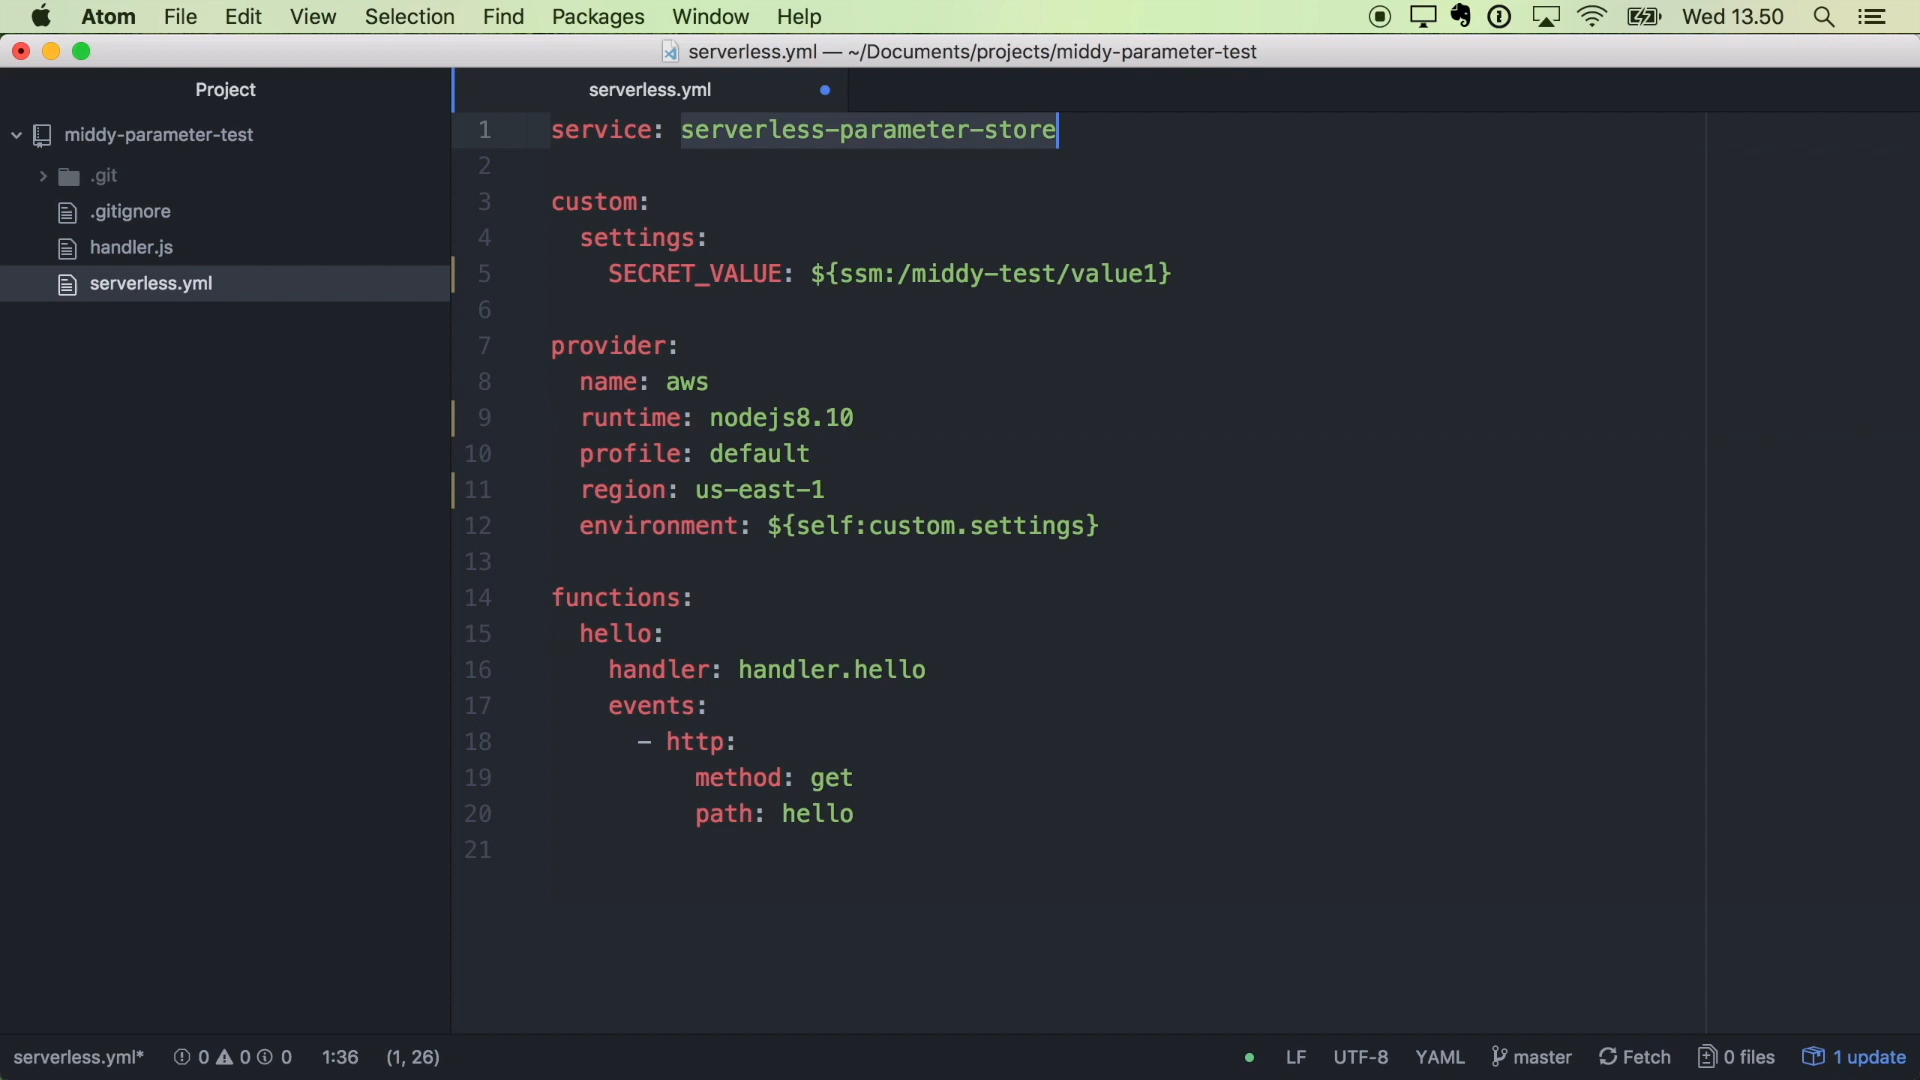 Atom File Edit View Selection Find Packages Window Help Wed 13.50
serverless.yml — ~/Documents/projects/middy-parameter-test
Project
middy-parameter-test
.git
.gitignore
handler.js
serverless.yml
serverless.yml
1 service: serverless-parameter-store
2
3 custom:
4 settings:
5 SECRET_VALUE: ${ssm:/middy-test/value1}
6
7 provider:
8 name: aws
9 runtime: nodejs8.10
10 profile: default
11 region: us-east-1
12 environment: ${self:custom.settings}
13
14 functions:
15 hello:
16 handler: handler.hello
17 events:
18 - http:
19 method: get
20 path: hello
21
serverless.yml* 0 0 0 1:36 (1, 26) LF UTF-8 YAML master Fetch 0 files 1 update